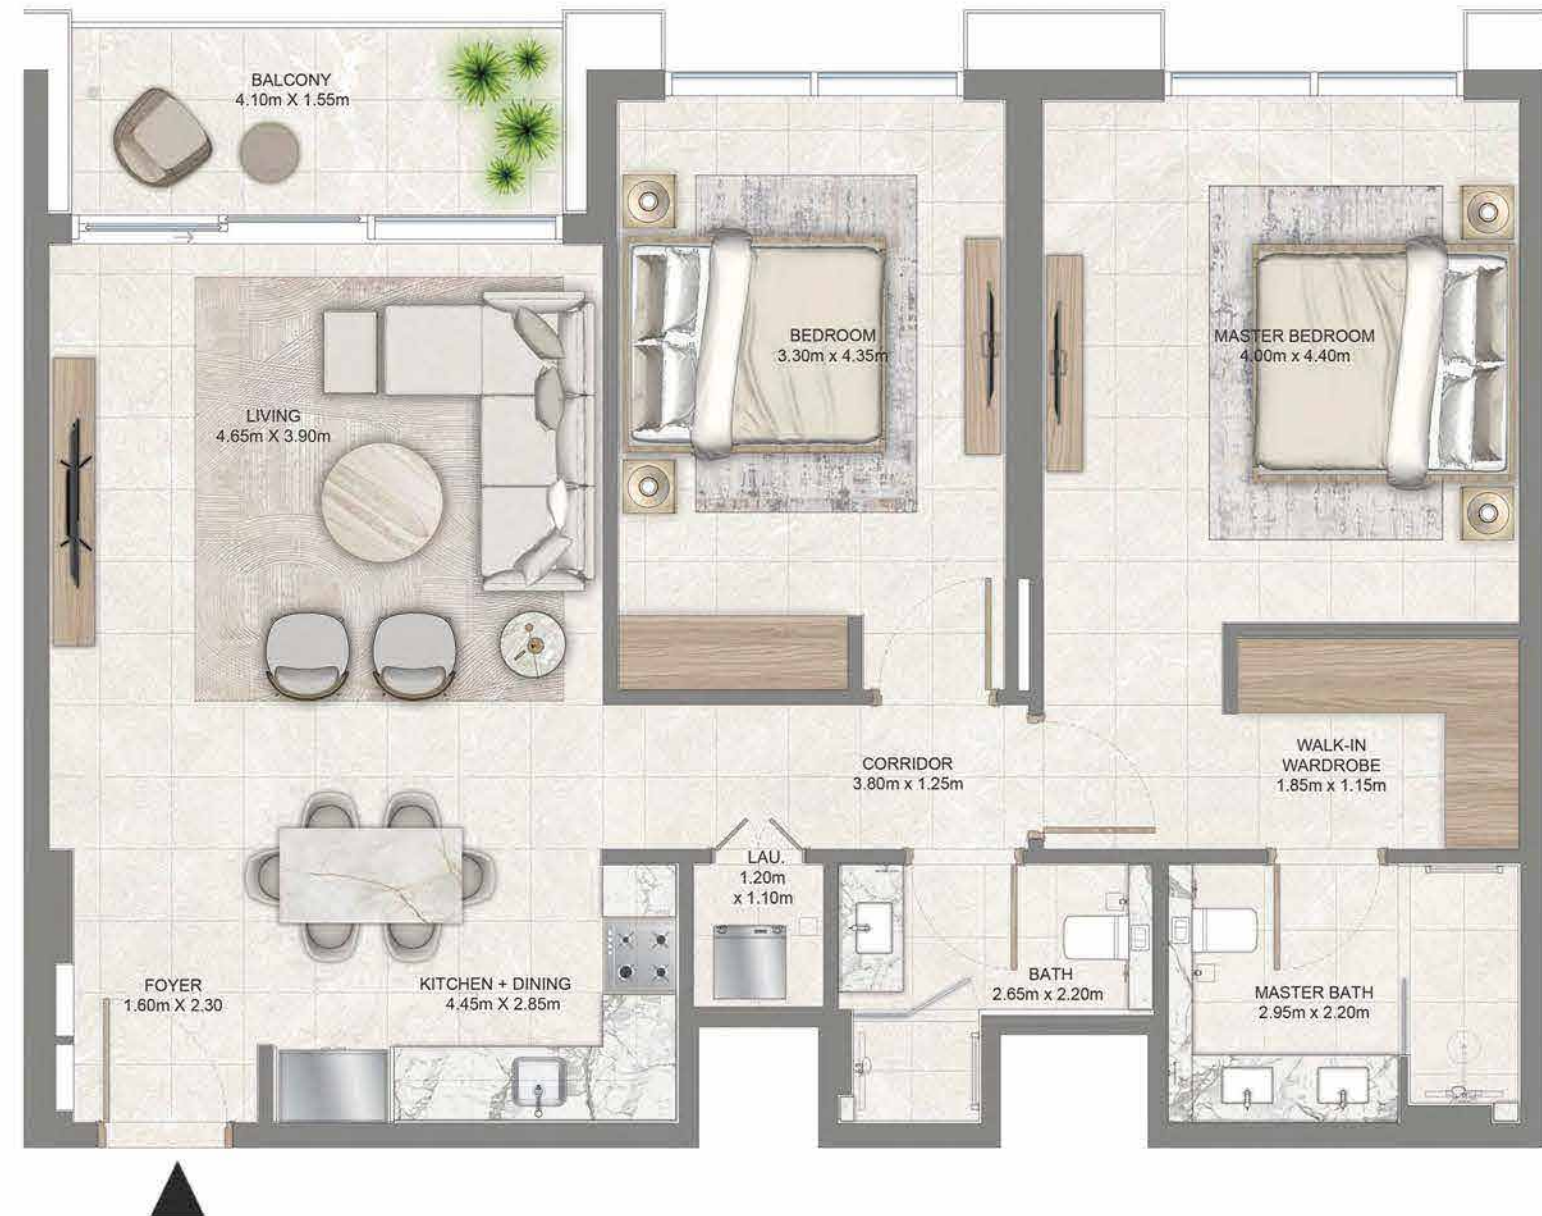 BALCONY
4.10m X 1.55m
BEDROOM
3.30m x 4.35m
MASTER BEDROOM
4.00m x 4.40m
LIVING
4.65m X 3.90m
CORRIDOR
3.80m x 1.25m
WALK-IN
WARDROBE
1.85m x 1.15m
LAU.
1.20m
x 1.10m
FOYER
1.60m X 2.30
KITCHEN + DINING
4.45m X 2.85m
BATH
2.65m x 2.20m
MASTER BATH
2.95m x 2.20m